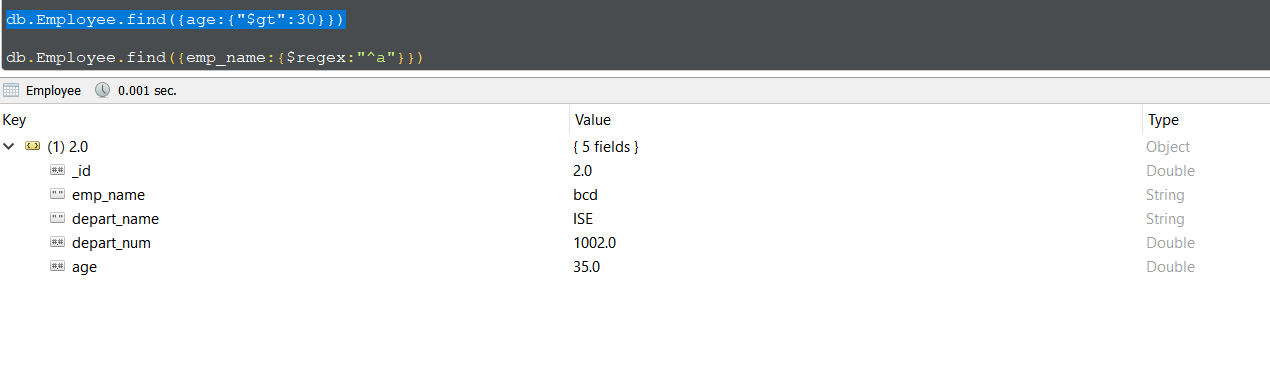 db.Employee.find({age:{"$gt":30}})
db.Employee.find({emp_name:{$regex:"^a"}})
Employee 0.001 sec.
Key Value Type
(1) 2.0 { 5 fields } Object
_id 2.0 Double
emp_name bcd String
depart_name ISE String
depart_num 1002.0 Double
age 35.0 Double